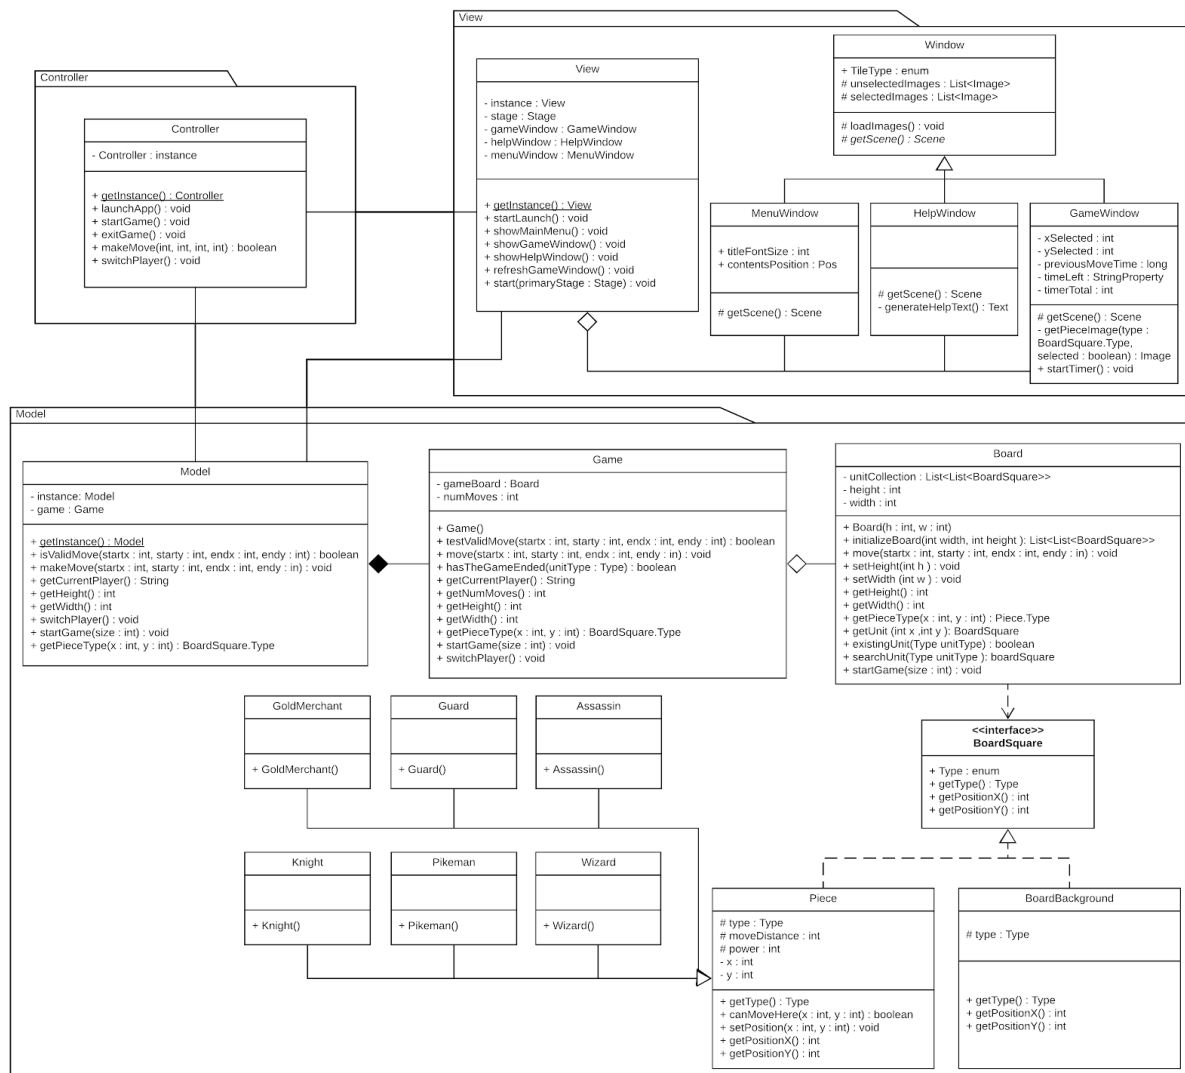 View
Controller
Controller
- Controller : instance
+ getInstance() : Controller
+ launchApp() : void
+ startGame() : void
+ exitGame() : void
+ makeMove(int, int, int, int) : boolean
+ switchPlayer() : void
View
- instance : View
- stage : Stage
- gameWindow : GameWindow
- helpWindow : HelpWindow
- menuWindow : MenuWindow
+ getInstance() : View
+ startLaunch() : void
+ showMainMenu() : void
+ showGameWindow() : void
+ showHelpWindow() : void
+ refreshGameWindow() : void
+ start(primaryStage : Stage) : void
Window
+ TileType : enum
# unselectedImages : List<Image>
# selectedImages : List<Image>
# loadImages() : void
# getScene() : Scene
MenuWindow
+ titleFontSize : int
+ contentsPosition : Pos
# getScene() : Scene
HelpWindow
# getScene() : Scene
- generateHelpText() : Text
GameWindow
- xSelected : int
- ySelected : int
- previousMoveTime : long
- timeLeft : StringProperty
- timerTotal : int
# getScene() : Scene
- getPieceImage(type :
BoardSquare.Type,
selected : boolean) : Image
+ startTimer() : void
Model
Model
- instance: Model
- game : Game
+ getInstance() : Model
+ isValidMove(startx : int, starty : int, endx : int, endy : int) : boolean
+ makeMove(startx : int, starty : int, endx : int, endy : in) : void
+ getCurrentPlayer() : String
+ getHeight() : int
+ getWidth() : int
+ switchPlayer() : void
+ startGame(size : int) : void
+ getPieceType(x : int, y : int) : BoardSquare.Type
Game
- gameBoard : Board
- numMoves : int
+ Game()
+ testValidMove(startx : int, starty : int, endx : int, endy : int) : boolean
+ move(startx : int, starty : int, endx : int, endy : in) : void
+ hasTheGameEnded(unitType : Type) : boolean
+ getCurrentPlayer() : String
+ getNumMoves() : int
+ getHeight() : int
+ getWidth() : int
+ getPieceType(x : int, y : int) : BoardSquare.Type
+ startGame(size : int) : void
+ switchPlayer() : void
Board
- unitCollection : List<List<BoardSquare>>
- height : int
- width : int
+ Board(h : int, w : int)
+ initializeBoard(int width, int height ): List<List<BoardSquare>>
+ move(startx : int, starty : int, endx : int, endy : in) : void
+ setHeight(int h ) : void
+ setWidth (int w ) : void
+ getHeight() : int
+ getWidth() : int
+ getPieceType(x : int, y : int) : Piece.Type
+ getUnit (int x ,int y ): BoardSquare
+ existingUnit(Type unitType) : boolean
+ searchUnit(Type unitType ): boardSquare
+ startGame(size : int) : void
GoldMerchant
+ GoldMerchant()
Guard
+ Guard()
Assassin
+ Assassin()
<<interface>>
BoardSquare
+ Type : enum
+ getType() : Type
+ getPositionX() : int
+ getPositionY() : int
Knight
+ Knight()
Pikeman
+ Pikeman()
Wizard
+ Wizard()
Piece
# type : Type
# moveDistance : int
# power : int
- x : int
- y : int
+ getType() : Type
+ canMoveHere(x : int, y : int) : boolean
+ setPosition(x : int, y : int) : void
+ getPositionX() : int
+ getPositionY() : int
BoardBackground
# type : Type
+ getType() : Type
+ getPositionX() : int
+ getPositionY() : int